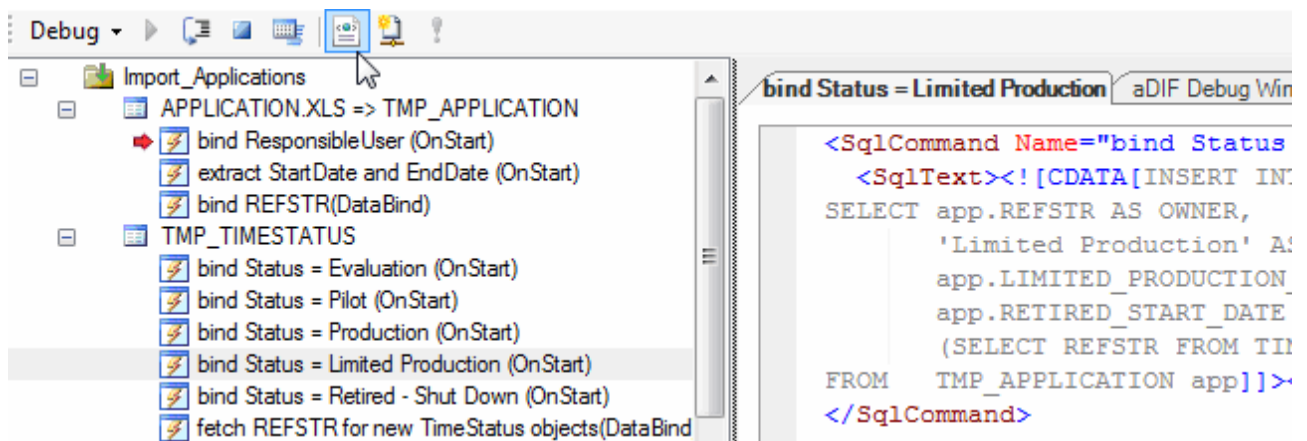 Debug
Import_Applications
APPLICATION.XLS => TMP_APPLICATION
bind ResponsibleUser (OnStart)
extract StartDate and EndDate (OnStart)
bind REFSTR(DataBind)
TMP_TIMESTATUS
bind Status = Evaluation (OnStart)
bind Status = Pilot (OnStart)
bind Status = Production (OnStart)
bind Status = Limited Production (OnStart)
bind Status = Retired - Shut Down (OnStart)
fetch REFSTR for new TimeStatus objects(DataBind
bind Status = Limited Production
aDIF Debug
<SqlCommand Name="bind Status
<SqlText><![CDATA[INSERT
SELECT app.REFSTR AS OWNER,
'Limited Production'
app.LIMITED_PRODUCTION_
app.RETIRED_START_DATE
(SELECT REFSTR FROM
FROM TMP_APPLICATION app]]><
</SqlCommand>